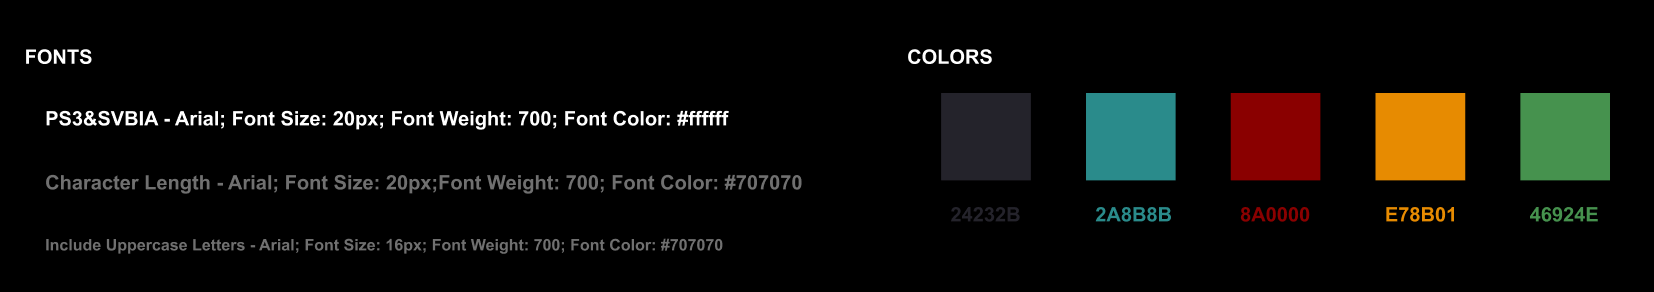 FONTS
PS3&SVBIA - Arial; Font Size: 20px; Font Weight: 700; Font Color: #ffffff
Character Length - Arial; Font Size: 20px;Font Weight: 700; Font Color: #707070
Include Uppercase Letters - Arial; Font Size: 16px; Font Weight: 700; Font Color: #707070
COLORS
24232B 2A8B8B 8A0000 E78B01 46924E